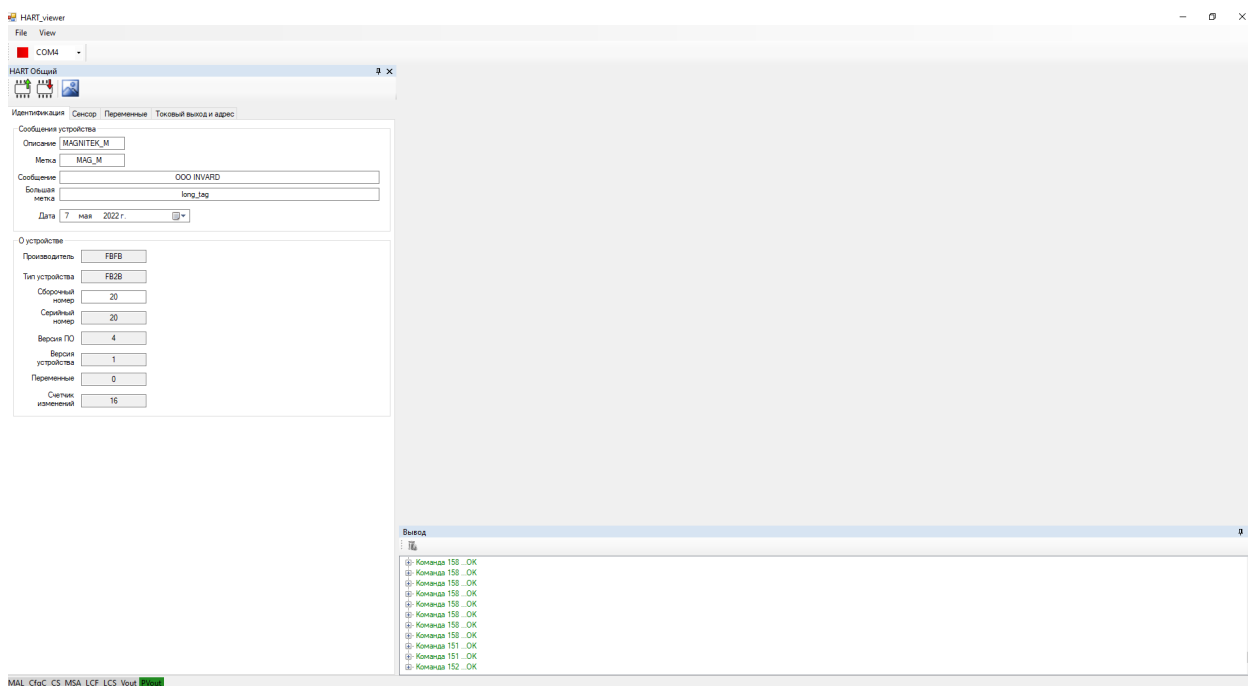 HART_viewer
File View
COM4
HART Общий
Идентификация Сенсор Переменные Токовый выход и адрес
Сообщения устройства
Описание MAGNITEK_M
Метка MAG_M
Сообщение OOO INVARD
Большая
метка long_tag
Дата 7 мая 2022 г.
О устройстве
Производитель FBFB
Тип устройства FB2B
Сборочный
номер 20
Серийный
номер 20
Версия ПО 4
Версия
устройства 1
Переменные 0
Счетчик
изменений 16
Вывод
Команда 158 ...OK
Команда 158 ...OK
Команда 158 ...OK
Команда 158 ...OK
Команда 158 ...OK
Команда 158 ...OK
Команда 158 ...OK
Команда 158 ...OK
Команда 151 ...OK
Команда 151 ...OK
Команда 152 ...OK
MAL CfgC CS MSA LCF LCS Vout PVout